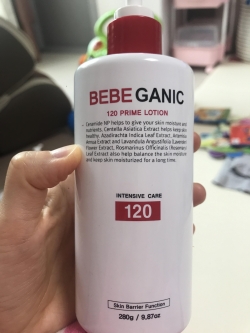 BEBE GANIC
120 PRIME LOTION
- Ceramide NP helps to give your skin moisture and
nutrients. Centella Asiatica Extract helps keep skin
healthy. Azadirachta Indica Leaf Extract, Artemisia
Annua Extract and Lavandula Angustifolia (Lavender)
Flower Extract, Rosmarinus Officinalis (Rosemary)
Leaf Extract also help balance the skin moisture
and keep skin moisturized for a long time.
INTENSIVE CARE
120
Skin Barrier Function
280g / 9.87oz